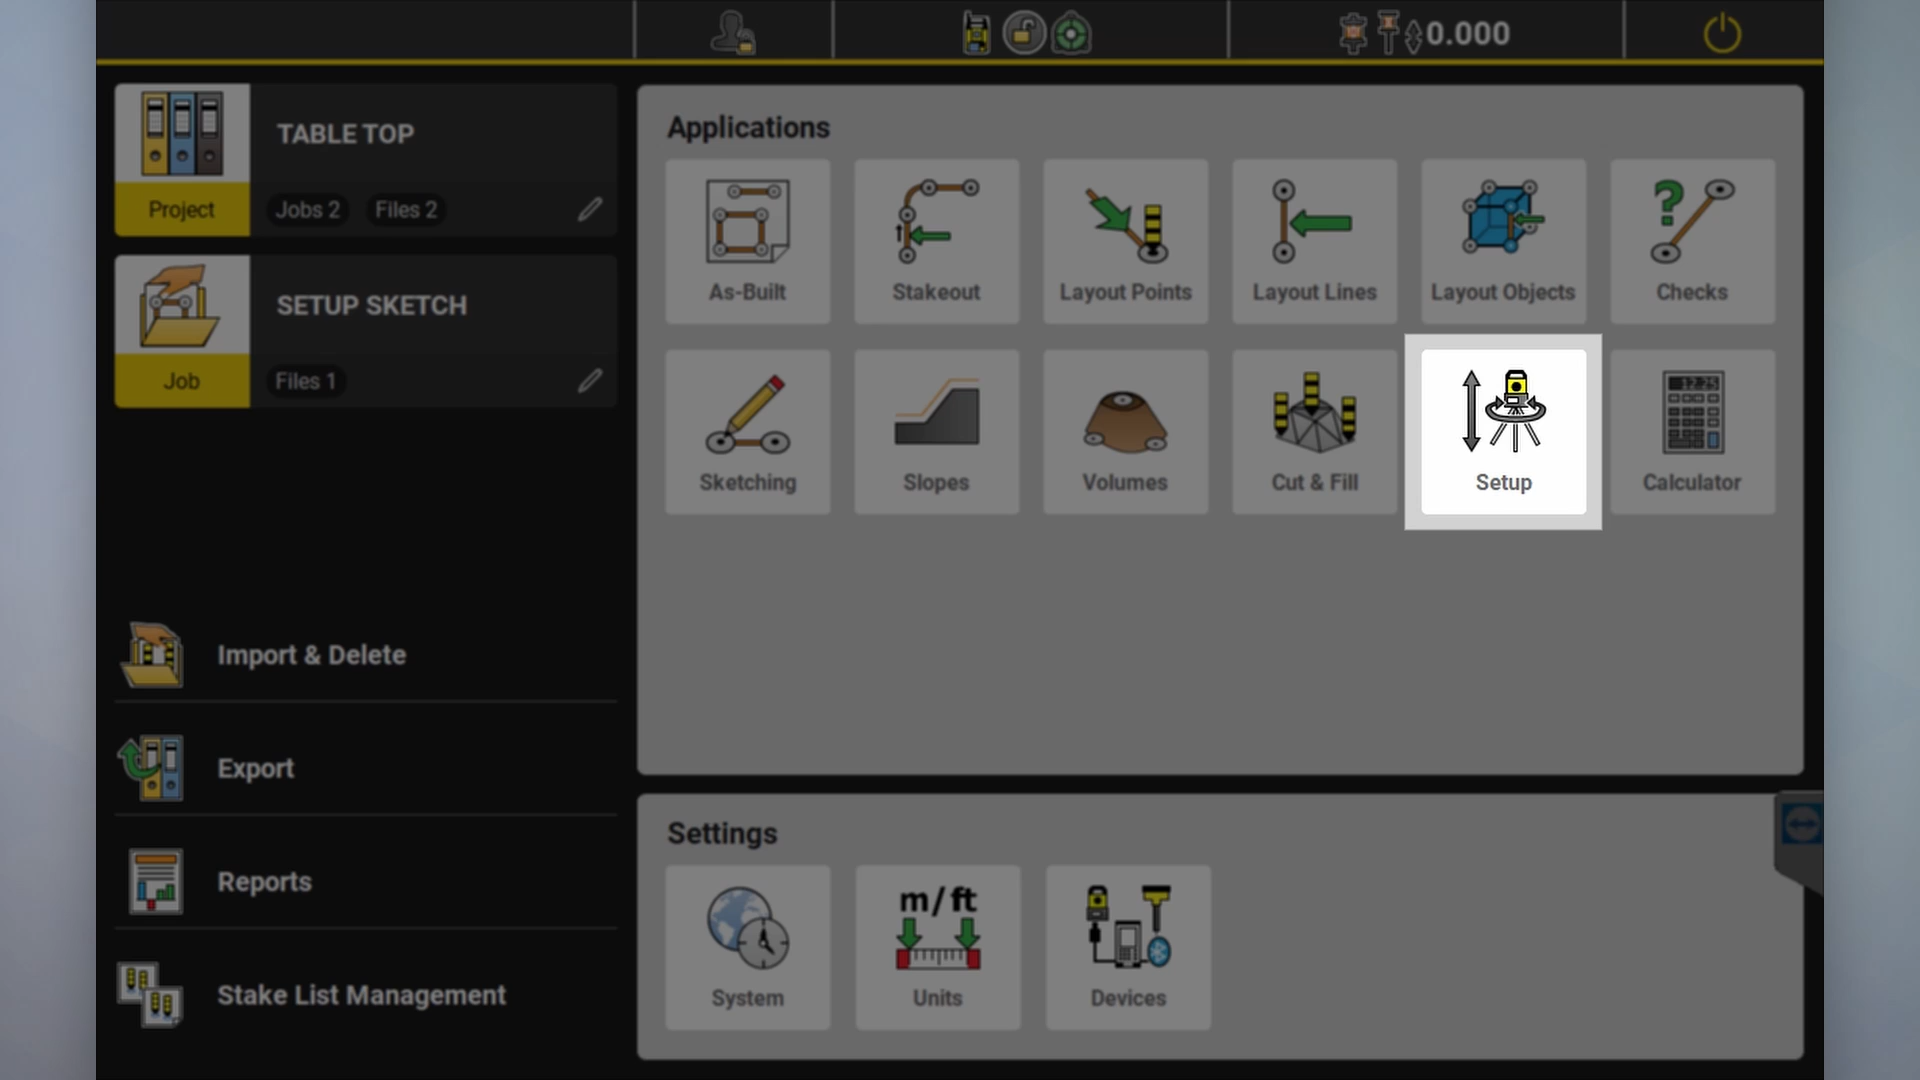 0.000
TABLE TOP
Project
Jobs 2
Files 2
SETUP SKETCH
Job
Files 1
Import & Delete
Export
Reports
Stake List Management
Applications
As-Built
Stakeout
Layout Points
Layout Lines
Layout Objects
?
Checks
Sketching
Slopes
Volumes
Cut & Fill
Setup
12.25
Calculator
Settings
System
m/ft
Units
Devices